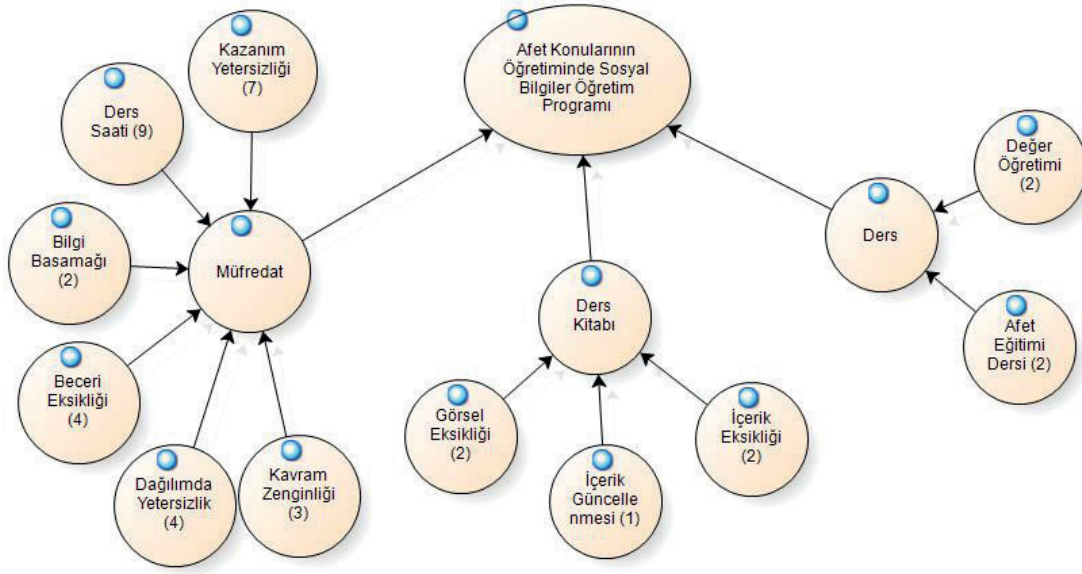 Afet Konularının
Öğretiminde Sosyal
Bilgiler Öğretim
Programı
Kazanım
Yetersizliği
(7)
Ders
Saati (9)
Bilgi
Basamağı
(2)
Müfredat
Beceri
Eksikliği
(4)
Dağılımda
Yetersizlik
(4)
Kavram
Zenginliği
(3)
Ders
Kitabı
Görsel
Eksikliği
(2)
İçerik
Güncelle
nmesi (1)
İçerik
Eksikliği
(2)
Ders
Değer
Öğretimi
(2)
Afet
Eğitimi
Dersi (2)